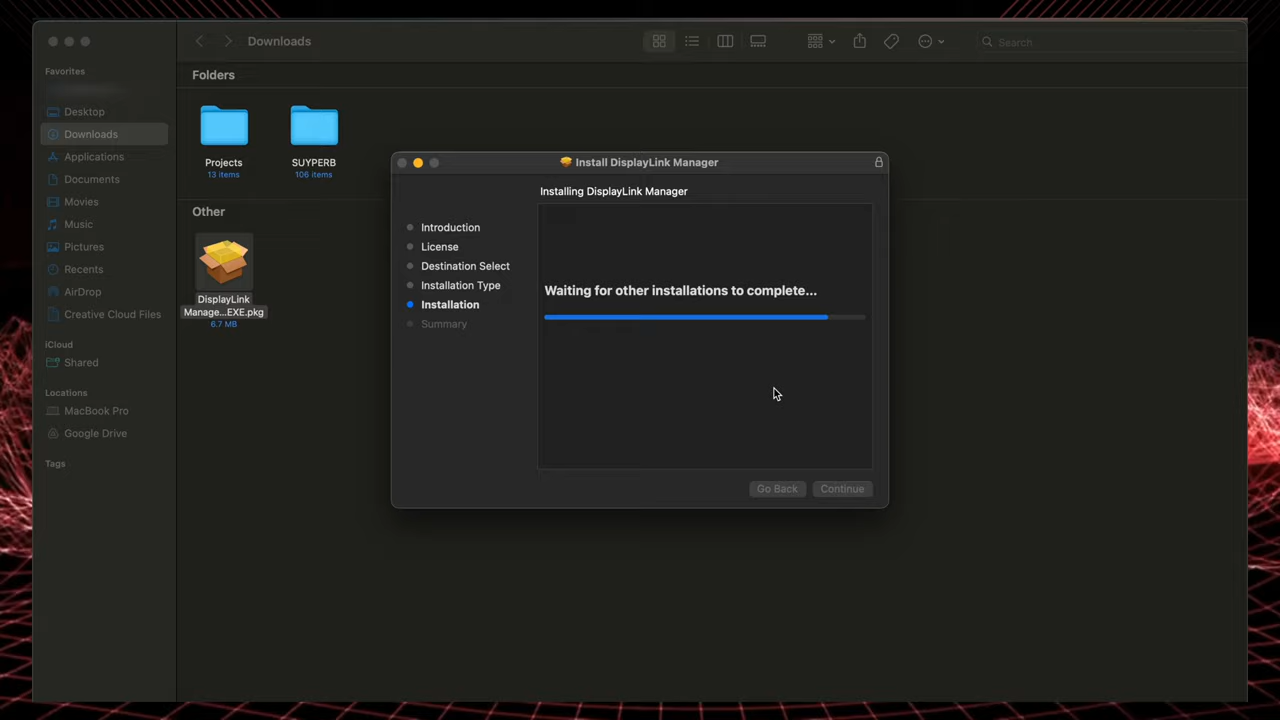 Downloads
Search
Favorites
Desktop
Downloads
Applications
Documents
Movies
Music
Pictures
Recents
AirDrop
Creative Cloud Files
iCloud
Shared
Locations
MacBook Pro
Google Drive
Tags
Folders
Projects
13 items
SUYPERB
106 items
Other
DisplayLink
Manage...EXE.pkg
6.7 MB
Install DisplayLink Manager
Installing DisplayLink Manager
Introduction
License
Destination Select
Installation Type
Installation
Summary
Waiting for other installations to complete...
Go Back
Continue